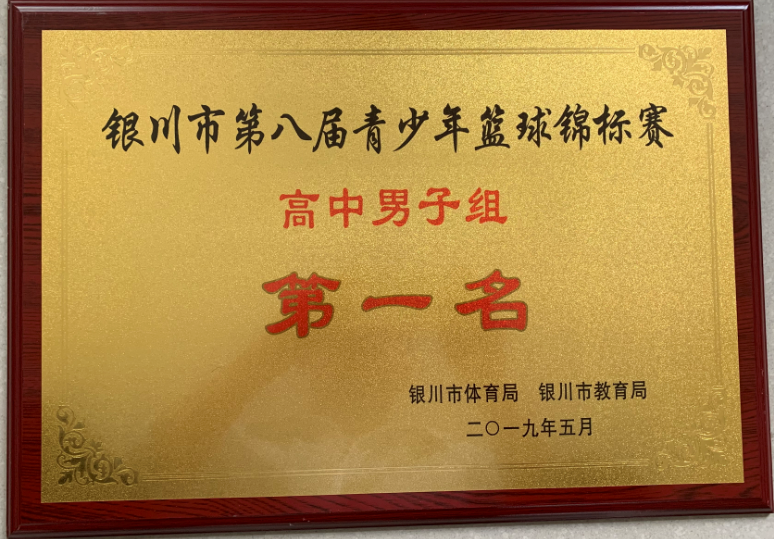 银川市第八届青少年篮球锦标赛
高中男子组
第一名
银川市体育局 银川市教育局
二〇一九年五月